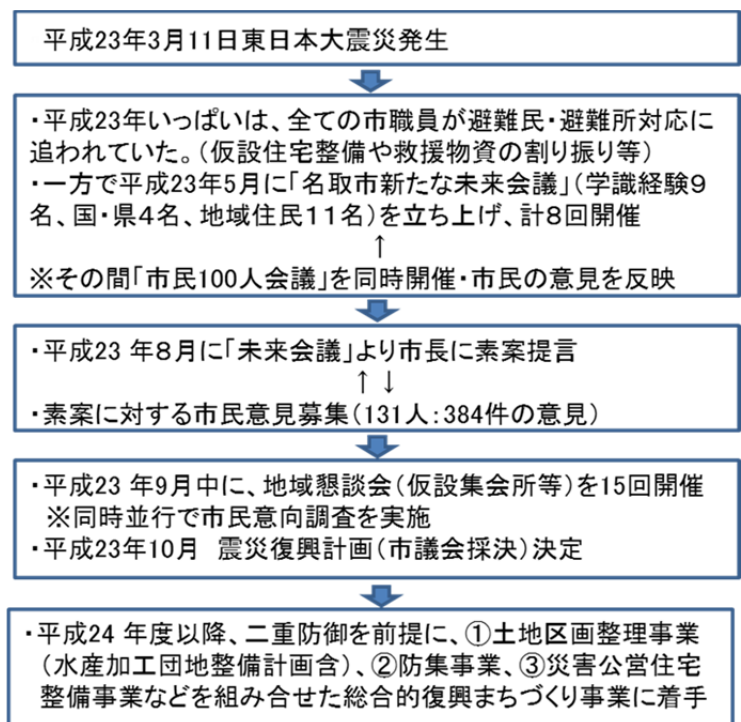 平成23年3月11日東日本大震災発生
・平成23年いっぱいは、全ての市職員が避難民・避難所対応に
追われていた。(仮設住宅整備や救援物資の割り振り等)
・一方で平成23年5月に「名取市新たな未来会議」(学識経験９
名、国・県４名、地域住民１１名)を立ち上げ、計８回開催
↑
※その間「市民100人会議」を同時開催・市民の意見を反映
・平成23 年８月に「未来会議」より市長に素案提言
↑ ↓
・素案に対する市民意見募集(131人:384件の意見)
・平成23 年9月中に、地域懇談会(仮設集会所等)を15回開催
※同時並行で市民意向調査を実施
・平成23年10月 震災復興計画(市議会採決)決定
・平成24 年度以降、二重防御を前提に、①土地区画整理事業
(水産加工団地整備計画含)、②防集事業、③災害公営住宅
整備事業などを組み合せた総合的復興まちづくり事業に着手